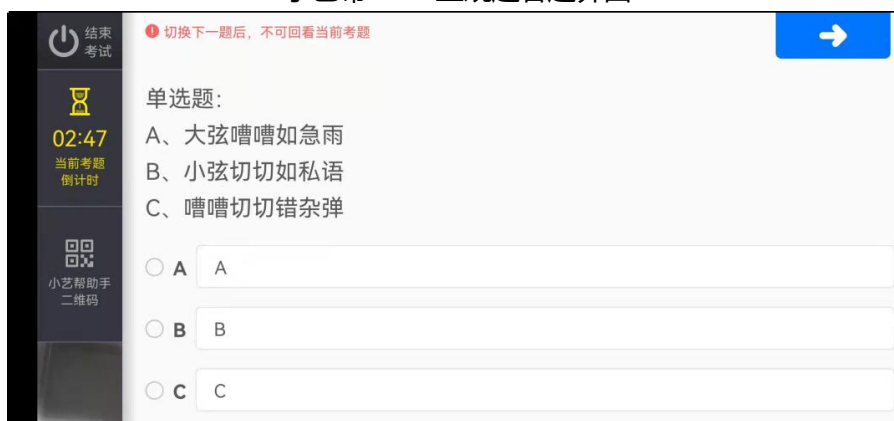 结束
考试
切换下一题后，不可回看当前考题
02:47
当前考题
倒计时
小艺帮助手
二维码
单选题：
A、大弦嘈嘈如急雨
B、小弦切切如私语
C、嘈嘈切切错杂弹
A A
B B
C C